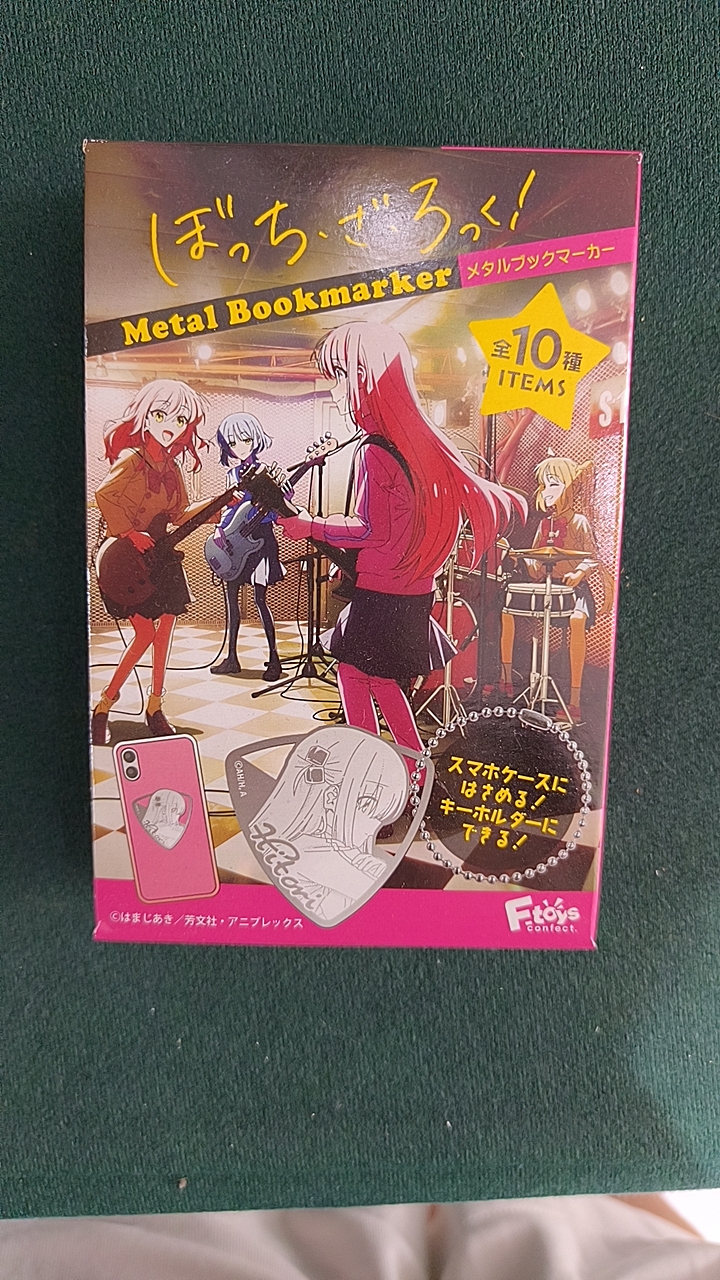 ぼっち・ざ・ろっく!
Metal Bookmarker
メタルブックマーカー
全10種
ITEMS
S
©AH/H, A
Hitori
Hitori
スマホケースに
はさめる!
キーホルダーに
できる!
©はまじあき/芳文社・アニプレックス
F-toys
confect.